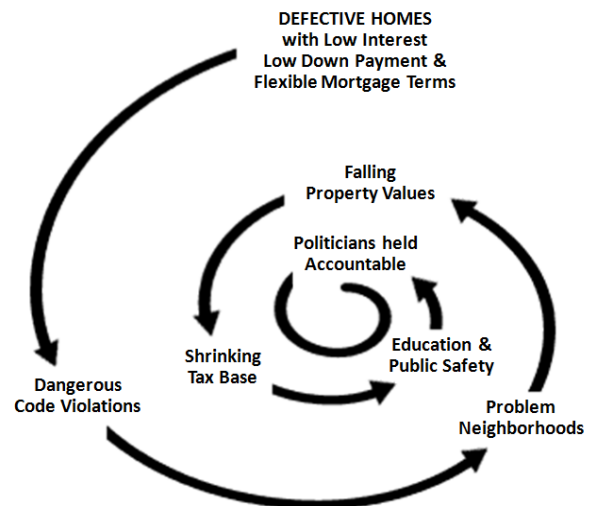 DEFECTIVE HOMES
with Low Interest
Low Down Payment &
Flexible Mortgage Terms
Dangerous
Code Violations
Problem
Neighborhoods
Falling
Property Values
Shrinking
Tax Base
Education &
Public Safety
Politicians held
Accountable